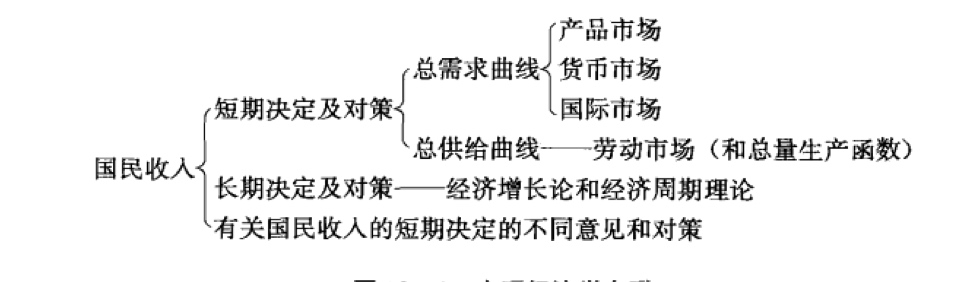 产品市场
总需求曲线 货币市场
短期决定及对策 国际市场
总供给曲线——劳动市场（和总量生产函数）
国民收入
长期决定及对策——经济增长论和经济周期理论
有关国民收入的短期决定的不同意见和对策